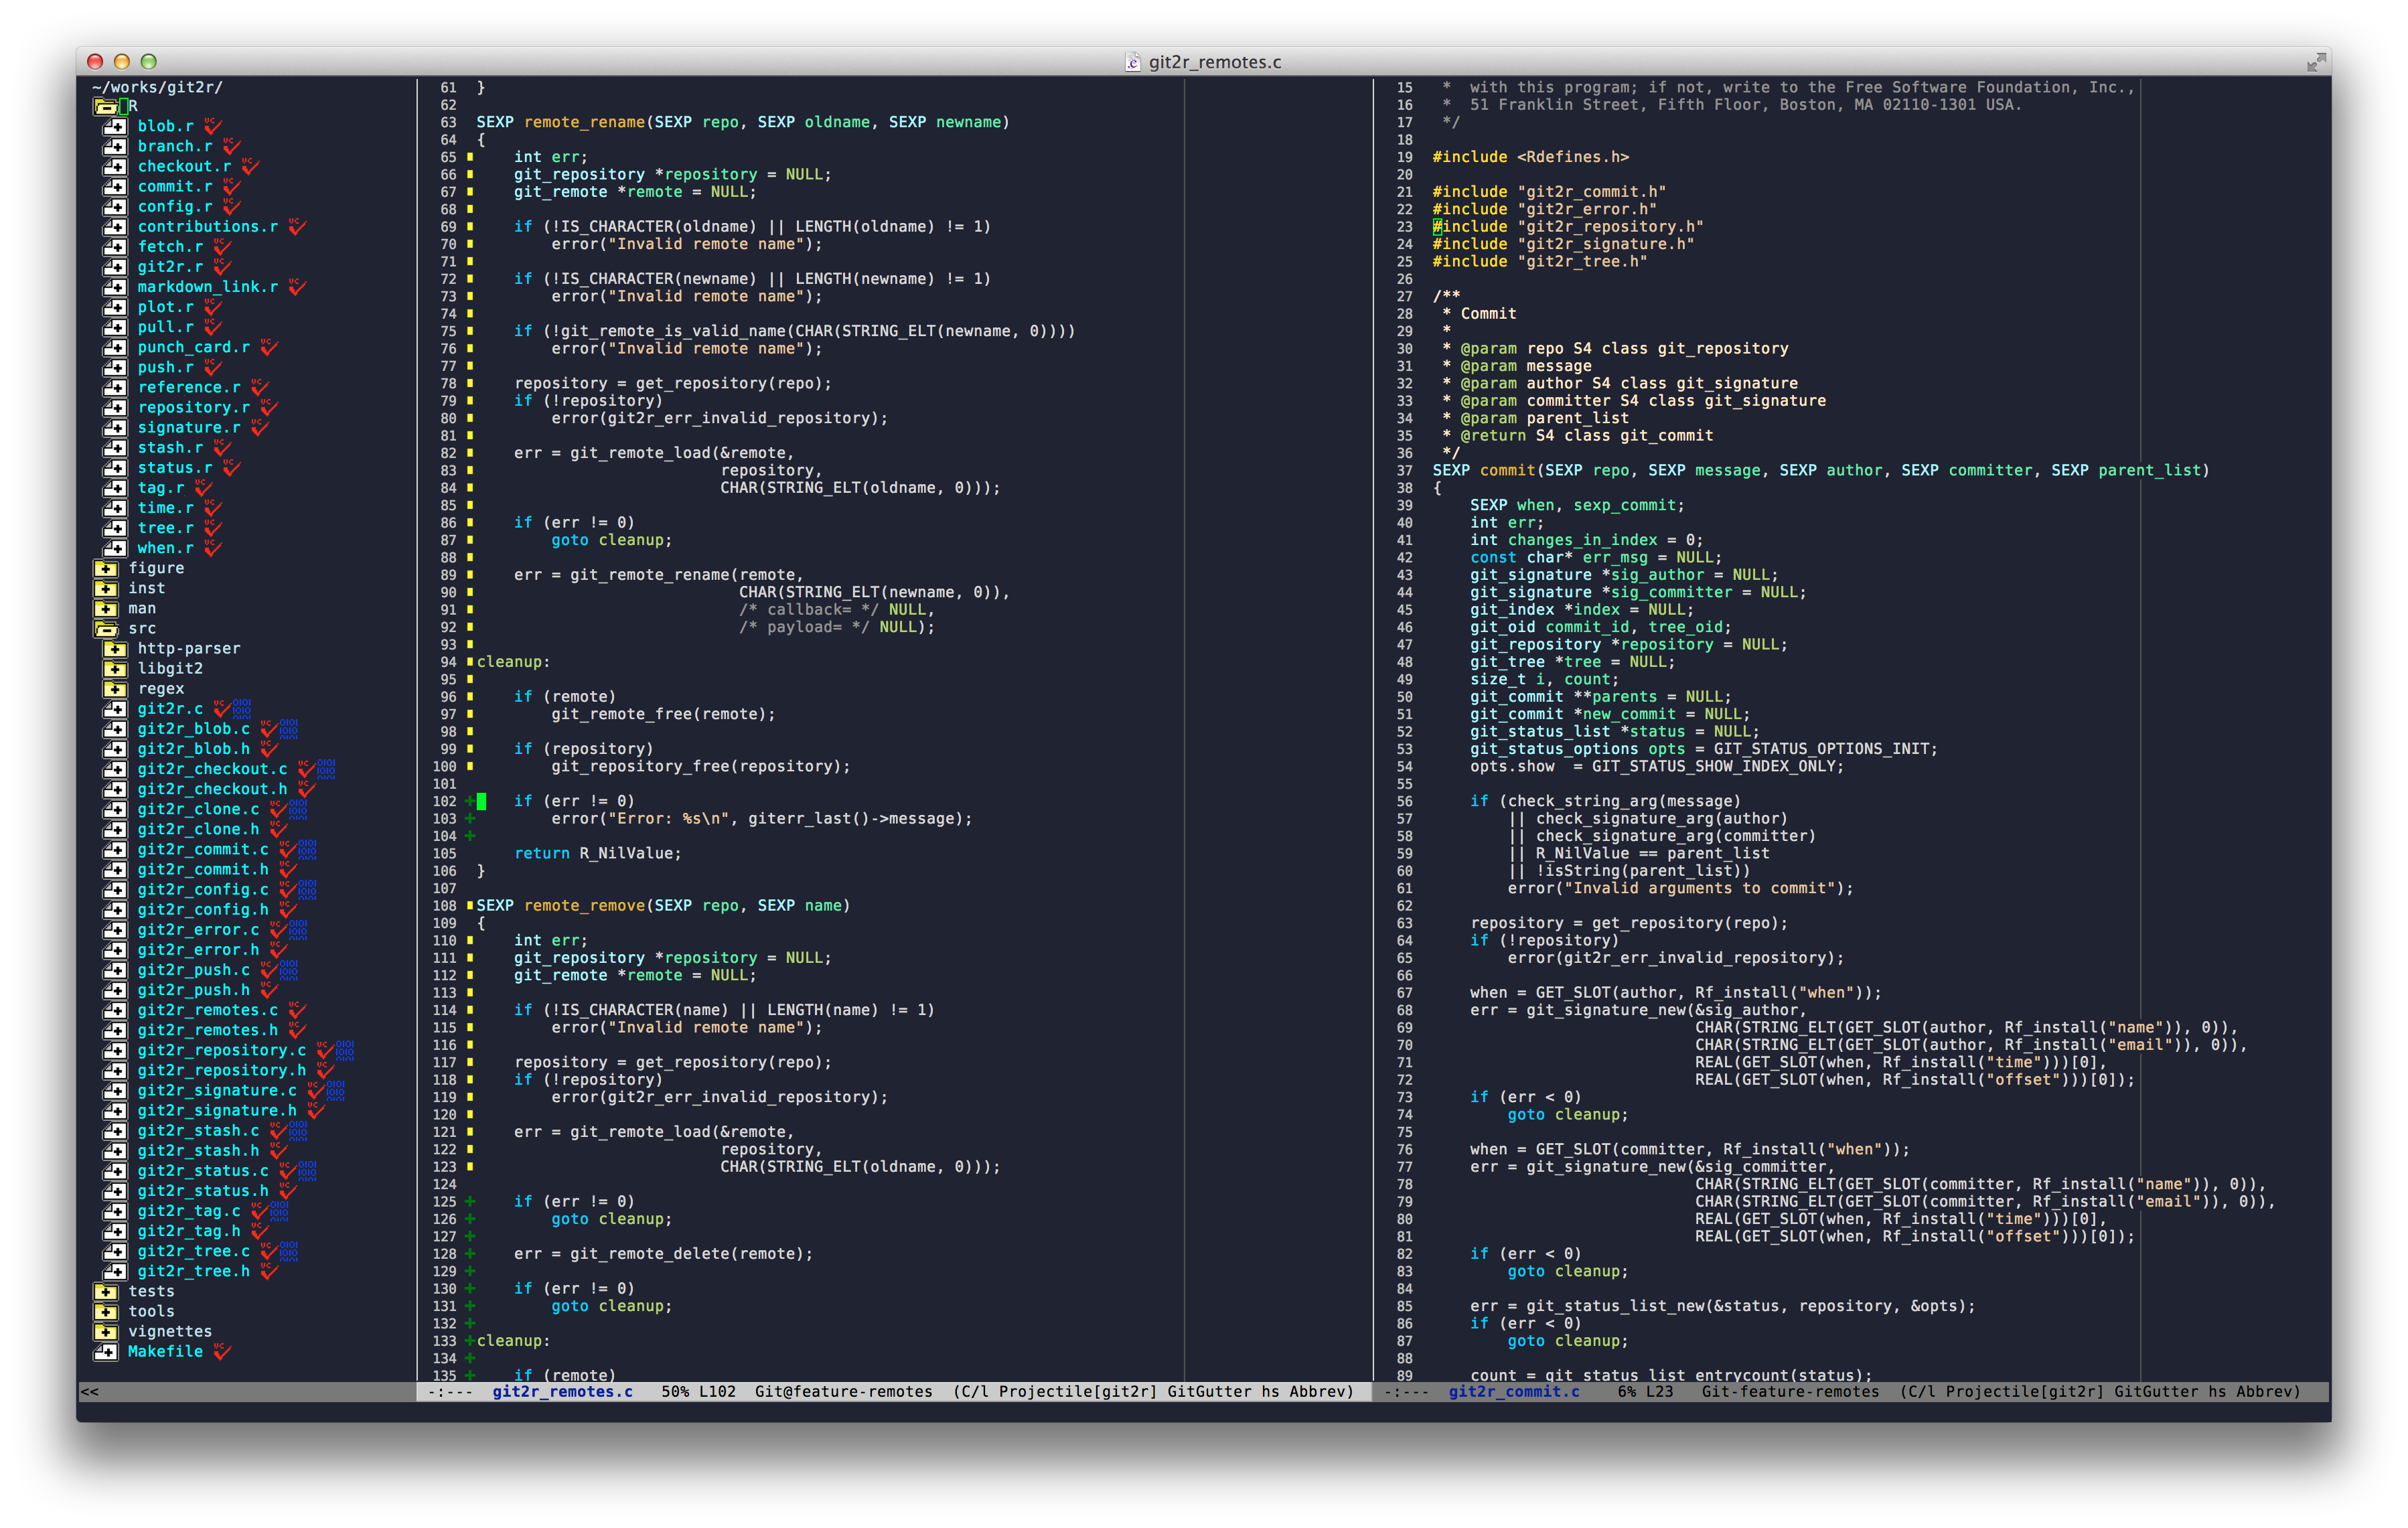 git2r_remotes.c
~/works/git2r/
R
blob.r
branch.r
checkout.r
commit.r
config.r
contributions.r
fetch.r
git2r.r
markdown_link.r
plot.r
pull.r
punch_card.r
push.r
reference.r
repository.r
signature.r
stash.r
status.r
tag.r
time.r
tree.r
when.r
figure
inst
man
src
http-parser
libgit2
regex
git2r.c
git2r_blob.c
git2r_blob.h
git2r_checkout.c
git2r_checkout.h
git2r_clone.c
git2r_clone.h
git2r_commit.c
git2r_commit.h
git2r_config.c
git2r_config.h
git2r_error.c
git2r_error.h
git2r_push.c
git2r_push.h
git2r_remotes.c
git2r_remotes.h
git2r_repository.c
git2r_repository.h
git2r_signature.c
git2r_signature.h
git2r_stash.c
git2r_stash.h
git2r_status.c
git2r_status.h
git2r_tag.c
git2r_tag.h
git2r_tree.c
git2r_tree.h
tests
tools
vignettes
Makefile
<<
61 }
62
63 SEXP remote_rename(SEXP repo, SEXP oldname, SEXP newname)
64 {
65     int err;
66     git_repository *repository = NULL;
67     git_remote *remote = NULL;
68
69     if (!IS_CHARACTER(oldname) || LENGTH(oldname) != 1)
70         error("Invalid remote name");
71
72     if (!IS_CHARACTER(newname) || LENGTH(newname) != 1)
73         error("Invalid remote name");
74
75     if (!git_remote_is_valid_name(CHAR(STRING_ELT(newname, 0))))
76         error("Invalid remote name");
77
78     repository = get_repository(repo);
79     if (!repository)
80         error(git2r_err_invalid_repository);
81
82     err = git_remote_load(&remote,
83                           repository,
84                           CHAR(STRING_ELT(oldname, 0)));
85
86     if (err != 0)
87         goto cleanup;
88
89     err = git_remote_rename(remote,
90                             CHAR(STRING_ELT(newname, 0)),
91                             /* callback= */ NULL,
92                             /* payload= */ NULL);
93
94 cleanup:
95
96     if (remote)
97         git_remote_free(remote);
98
99     if (repository)
100         git_repository_free(repository);
101
102 +   if (err != 0)
103 +       error("Error: %s\n", giterr_last()->message);
104 +
105     return R_NilValue;
106 }
107
108 SEXP remote_remove(SEXP repo, SEXP name)
109 {
110     int err;
111     git_repository *repository = NULL;
112     git_remote *remote = NULL;
113
114     if (!IS_CHARACTER(name) || LENGTH(name) != 1)
115         error("Invalid remote name");
116
117     repository = get_repository(repo);
118     if (!repository)
119         error(git2r_err_invalid_repository);
120
121     err = git_remote_load(&remote,
122                           repository,
123                           CHAR(STRING_ELT(oldname, 0)));
124
125 +   if (err != 0)
126 +       goto cleanup;
127 +
128 +   err = git_remote_delete(remote);
129 +
130 +   if (err != 0)
131 +       goto cleanup;
132 +
133 +cleanup:
134 +
135 +   if (remote)
-:---  git2r_remotes.c   50% L102  Git@feature-remotes  (C/l Projectile[git2r] GitGutter hs Abbrev)
15  *  with this program; if not, write to the Free Software Foundation, Inc.,
16  *  51 Franklin Street, Fifth Floor, Boston, MA 02110-1301 USA.
17  */
18
19 #include <Rdefines.h>
20
21 #include "git2r_commit.h"
22 #include "git2r_error.h"
23 #include "git2r_repository.h"
24 #include "git2r_signature.h"
25 #include "git2r_tree.h"
26
27 /**
28  * Commit
29  *
30  * @param repo S4 class git_repository
31  * @param message
32  * @param author S4 class git_signature
33  * @param committer S4 class git_signature
34  * @param parent_list
35  * @return S4 class git_commit
36  */
37 SEXP commit(SEXP repo, SEXP message, SEXP author, SEXP committer, SEXP parent_list)
38 {
39     SEXP when, sexp_commit;
40     int err;
41     int changes_in_index = 0;
42     const char* err_msg = NULL;
43     git_signature *sig_author = NULL;
44     git_signature *sig_committer = NULL;
45     git_index *index = NULL;
46     git_oid commit_id, tree_oid;
47     git_repository *repository = NULL;
48     git_tree *tree = NULL;
49     size_t i, count;
50     git_commit **parents = NULL;
51     git_commit *new_commit = NULL;
52     git_status_list *status = NULL;
53     git_status_options opts = GIT_STATUS_OPTIONS_INIT;
54     opts.show  = GIT_STATUS_SHOW_INDEX_ONLY;
55
56     if (check_string_arg(message)
57         || check_signature_arg(author)
58         || check_signature_arg(committer)
59         || R_NilValue == parent_list
60         || !isString(parent_list))
61         error("Invalid arguments to commit");
62
63     repository = get_repository(repo);
64     if (!repository)
65         error(git2r_err_invalid_repository);
66
67     when = GET_SLOT(author, Rf_install("when"));
68     err = git_signature_new(&sig_author,
69                             CHAR(STRING_ELT(GET_SLOT(author, Rf_install("name")), 0)),
70                             CHAR(STRING_ELT(GET_SLOT(author, Rf_install("email")), 0)),
71                             REAL(GET_SLOT(when, Rf_install("time")))[0],
72                             REAL(GET_SLOT(when, Rf_install("offset")))[0]);
73     if (err < 0)
74         goto cleanup;
75
76     when = GET_SLOT(committer, Rf_install("when"));
77     err = git_signature_new(&sig_committer,
78                             CHAR(STRING_ELT(GET_SLOT(committer, Rf_install("name")), 0)),
79                             CHAR(STRING_ELT(GET_SLOT(committer, Rf_install("email")), 0)),
80                             REAL(GET_SLOT(when, Rf_install("time")))[0],
81                             REAL(GET_SLOT(when, Rf_install("offset")))[0]);
82     if (err < 0)
83         goto cleanup;
84
85     err = git_status_list_new(&status, repository, &opts);
86     if (err < 0)
87         goto cleanup;
88
89     count = git_status_list_entrycount(status);
-:---  git2r_commit.c    6% L23   Git-feature-remotes  (C/l Projectile[git2r] GitGutter hs Abbrev)